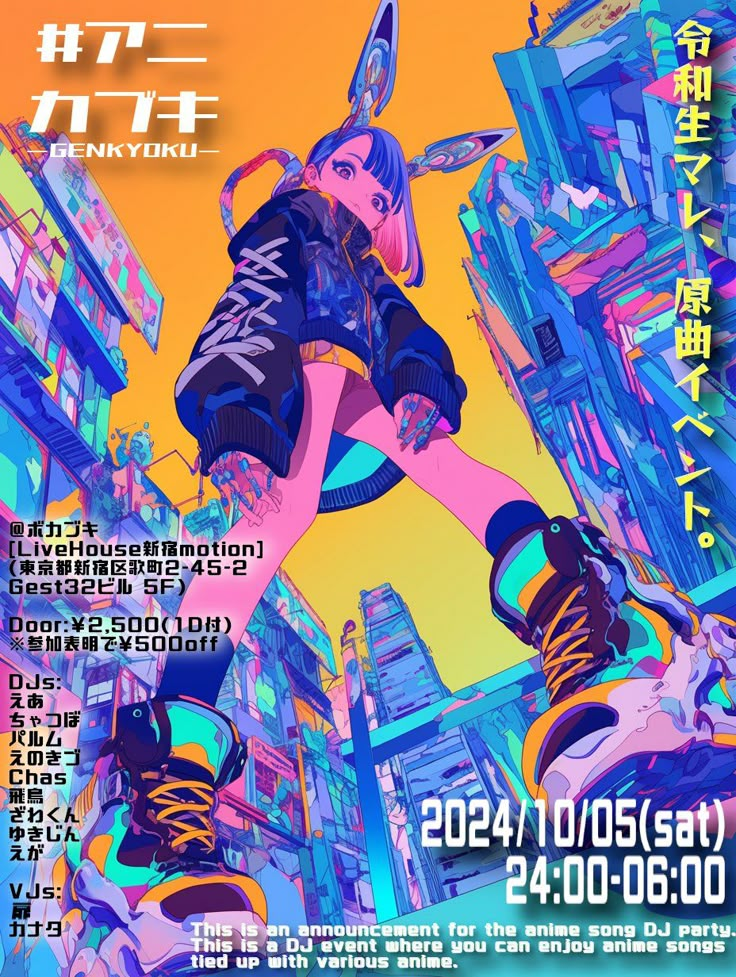 #アニ
カブキ
—GENKYOKU—
令和生マレ、原曲イベント。
@ボカブキ
[LiveHouse新宿motion]
(東京都新宿区歌町2-45-2
Gest32ビル 5F)
Door:¥2,500(1D付)
※参加表明で¥500off
DJs:
えあ
ちゃつぼ
パルム
えのきづ
Chas
飛鳥
ざわくん
ゆきじん
えが
VJs:
扉
カナタ
2024/10/05(sat)
24:00-06:00
This is an announcement for the anime song DJ party.
This is a DJ event where you can enjoy anime songs
tied up with various anime.